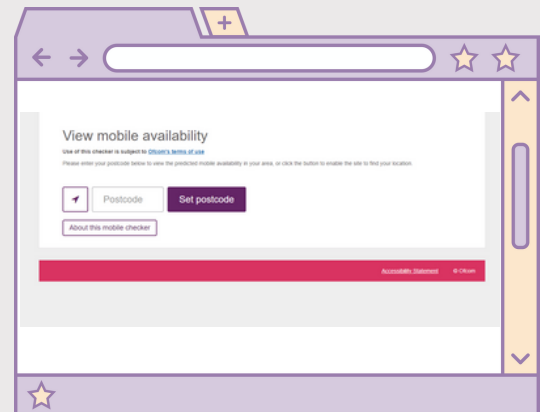 View mobile availability
Use of this checker is subject to Ofcom's terms of use
Please enter your postcode below to view the predicted mobile availability in your area, or click the button to enable the site to find your location.
Postcode
Set postcode
About this mobile checker
Accessibility Statement © Ofcom